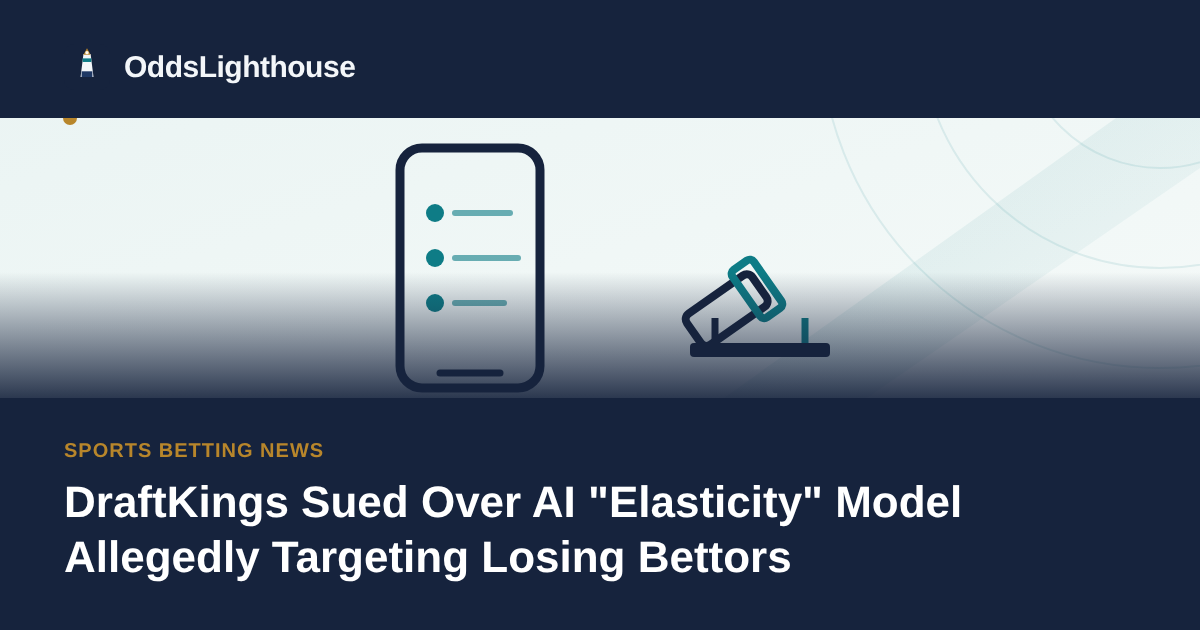 OddsLighthouse
SPORTS BETTING NEWS
DraftKings Sued Over AI "Elasticity" Model
Allegedly Targeting Losing Bettors